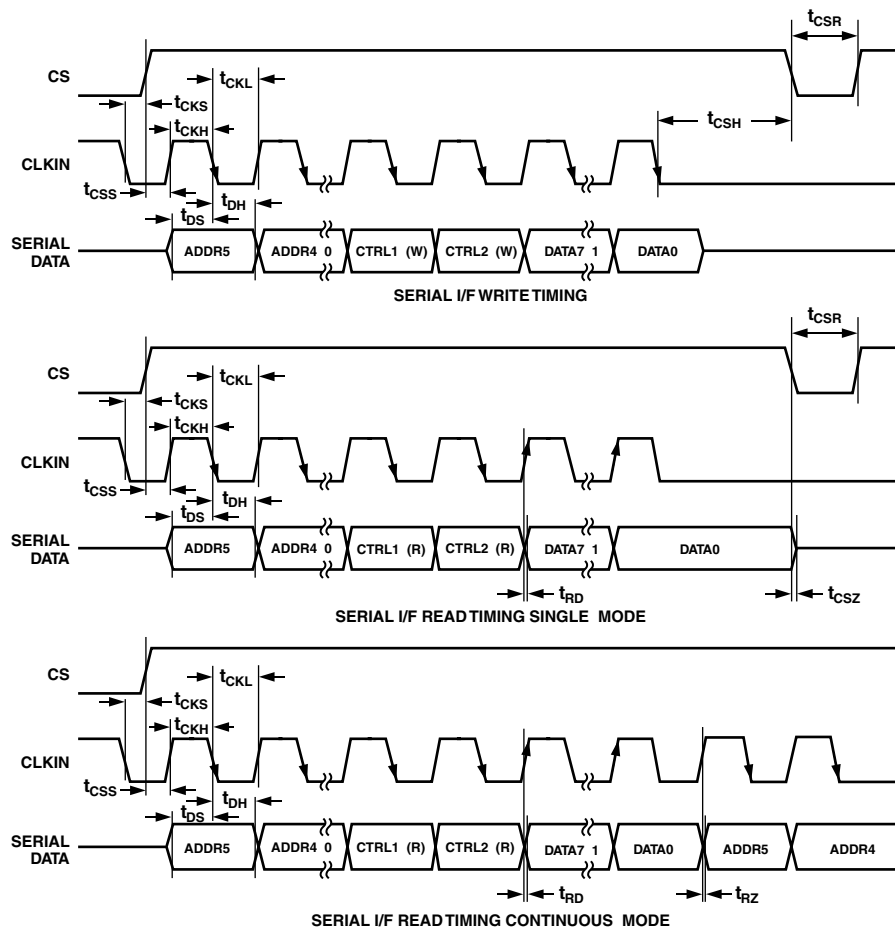 tCSR
CS
tCKL
tCKS
tCKH
tCSH
CLKIN
tCSS
tDH
tDS
SERIAL
DATA
ADDR5 ADDR4 0 CTRL1 (W) CTRL2 (W) DATA7 1 DATA0
SERIAL I/F WRITE TIMING
tCSR
CS
tCKL
tCKS
tCKH
CLKIN
tCSS
tDH
tDS
SERIAL
DATA
ADDR5 ADDR4 0 CTRL1 (R) CTRL2 (R) DATA7 1 DATA0
tRD tCSZ
SERIAL I/F READ TIMING SINGLE MODE
CS
tCKL
tCKS
tCKH
CLKIN
tCSS
tDH
tDS
SERIAL
DATA
ADDR5 ADDR4 0 CTRL1 (R) CTRL2 (R) DATA7 1 DATA0 ADDR5 ADDR4
tRD tRZ
SERIAL I/F READ TIMING CONTINUOUS MODE